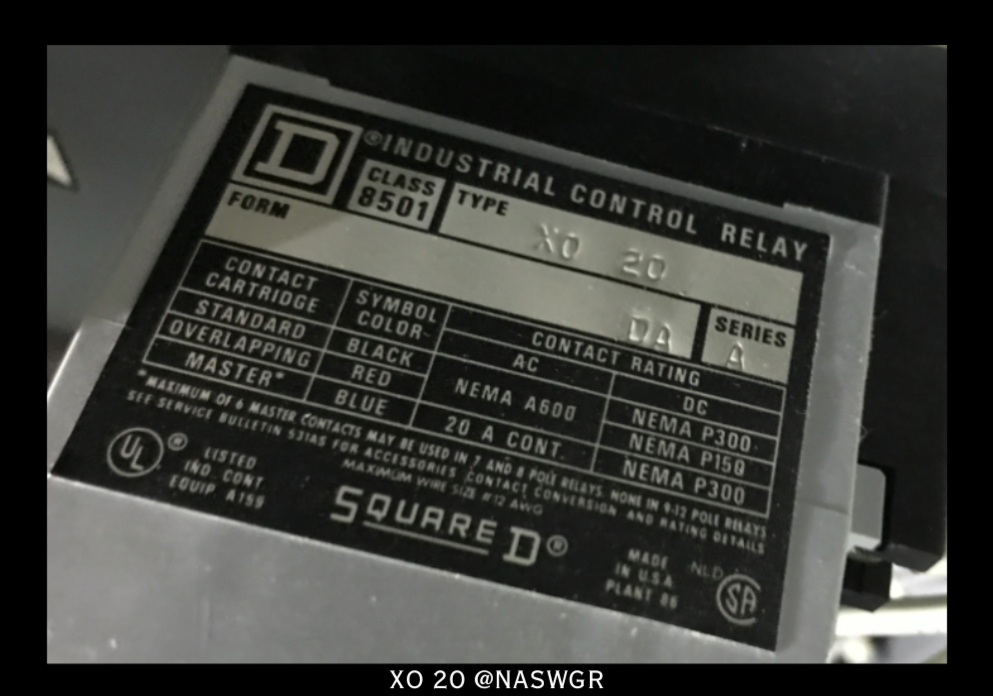 D ©INDUSTRIAL CONTROL RELAY
CLASS 8501 TYPE XO 20
FORM DA SERIES A
CONTACT CARTRIDGE SYMBOL COLOR CONTACT RATING
AC DC
STANDARD BLACK NEMA A600 NEMA P300
OVERLAPPING RED NEMA P150
MASTER* BLUE 20 A CONT. NEMA P300
*MAXIMUM OF 6 MASTER CONTACTS MAY BE USED IN 7 AND 8 POLE RELAYS. NONE IN 9-12 POLE RELAYS
SEE SERVICE BULLETIN 531AS FOR ACCESSORIES, CONTACT CONVERSION AND RATING DETAILS
MAXIMUM WIRE SIZE #12 AWG
UL ® LISTED
IND CONT
EQUIP A159
SQUARE D®
MADE
IN U.S.A.
PLANT 86
NLD SA
XO 20 @NASWGR